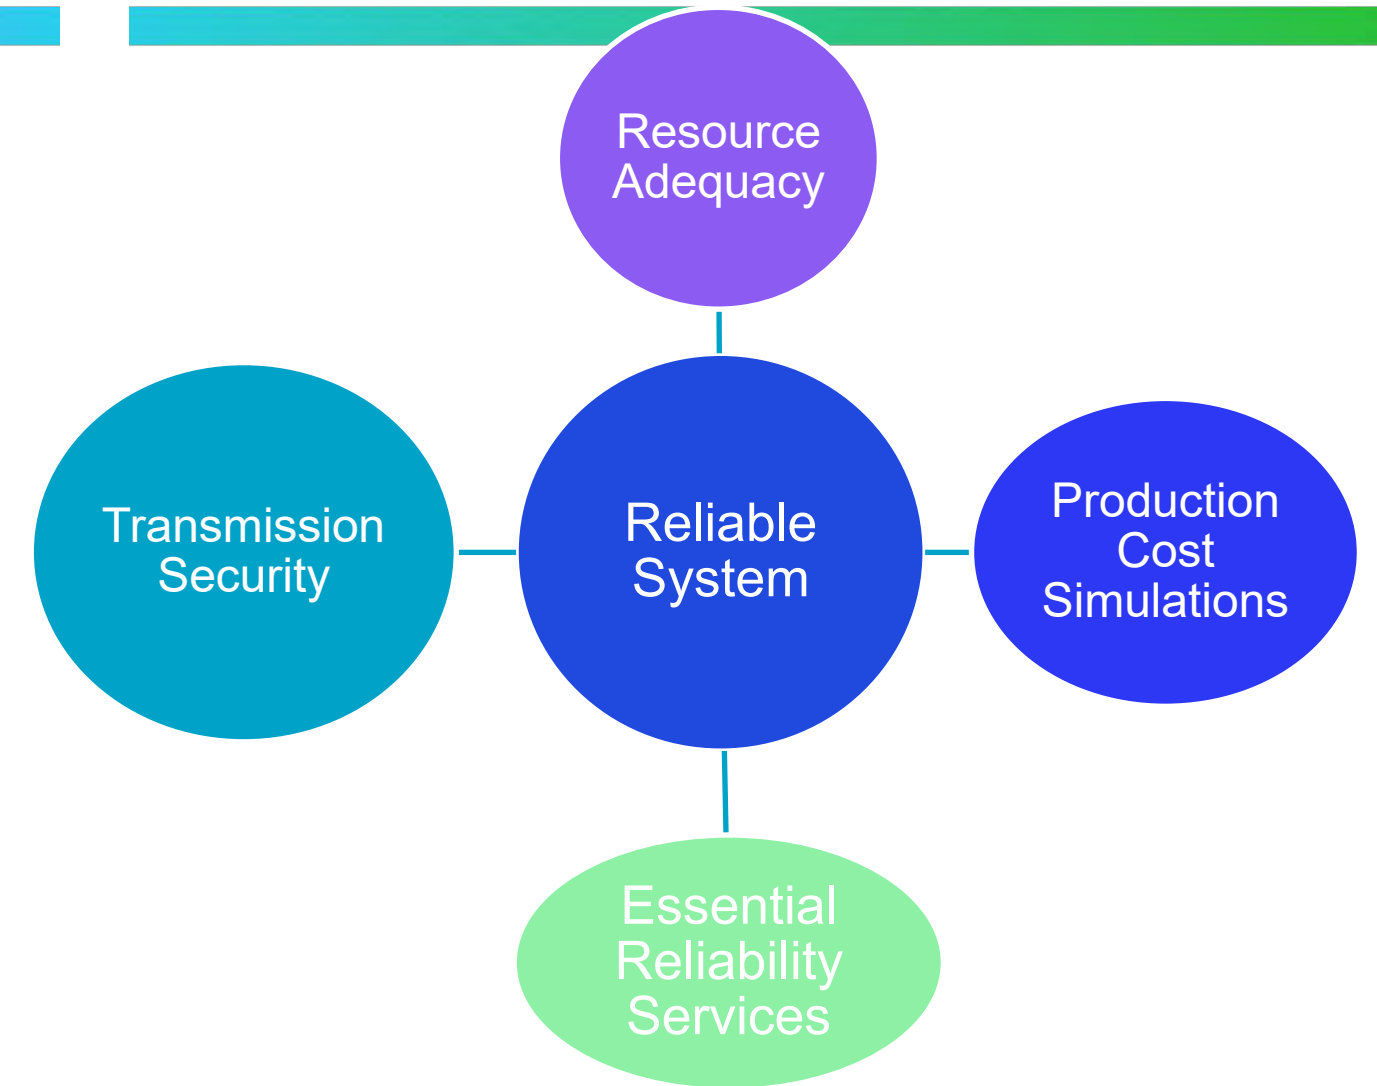 Resource
Adequacy
Transmission
Security
Reliable
System
Production
Cost
Simulations
Essential
Reliability
Services